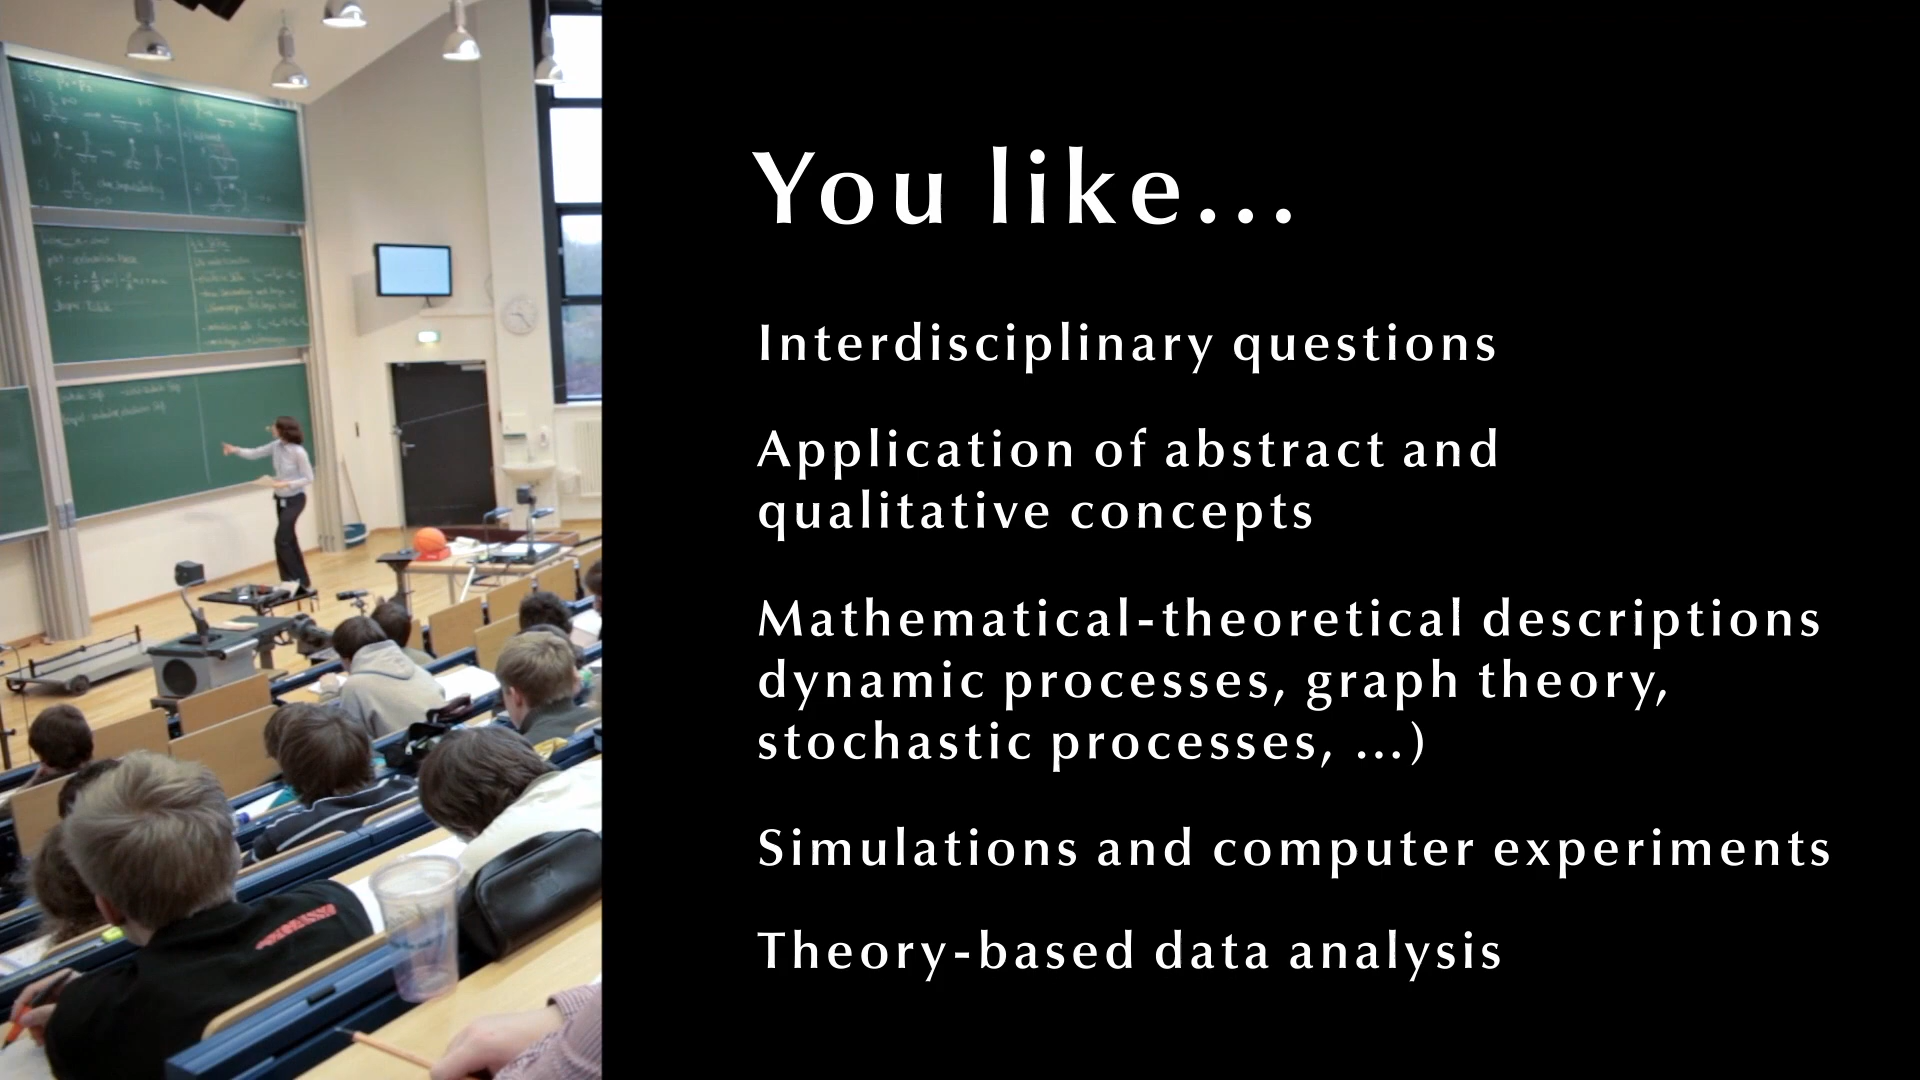 You like...
Interdisciplinary questions
Application of abstract and
qualitative concepts
Mathematical-theoretical descriptions
dynamic processes, graph theory,
stochastic processes, ...)
Simulations and computer experiments
Theory-based data analysis